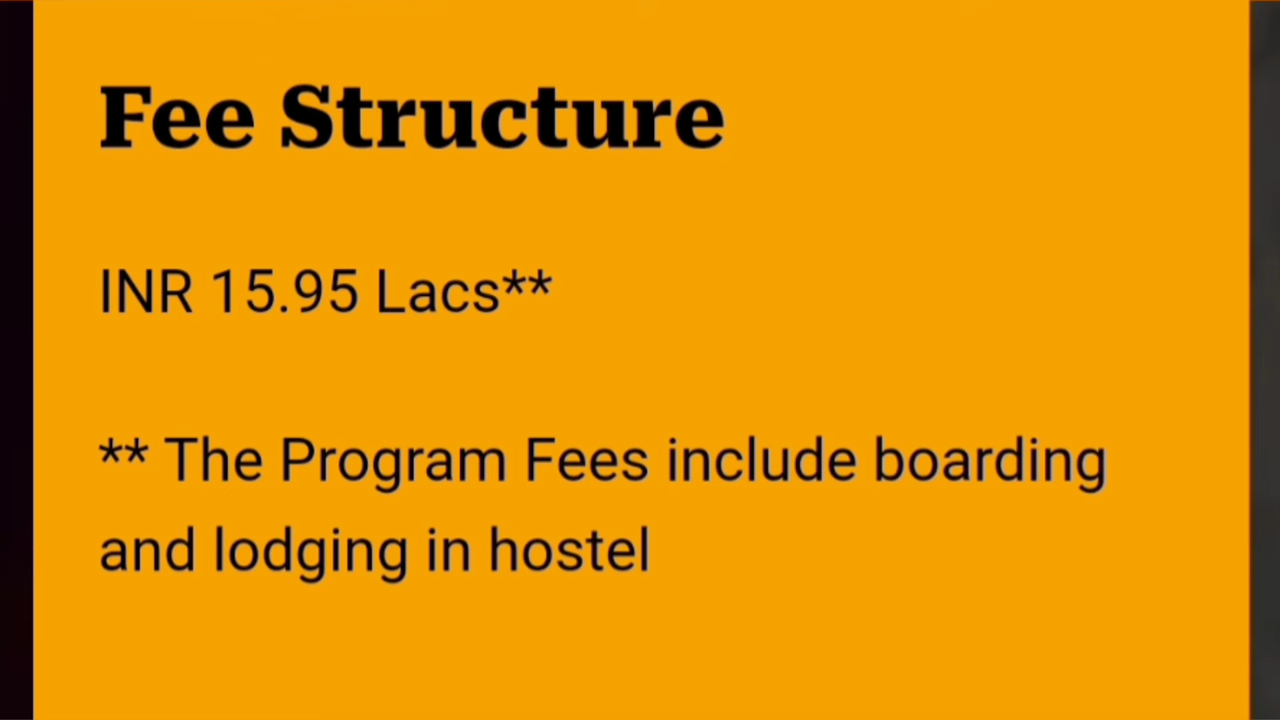 Fee Structure
INR 15.95 Lacs**
** The Program Fees include boarding
and lodging in hostel